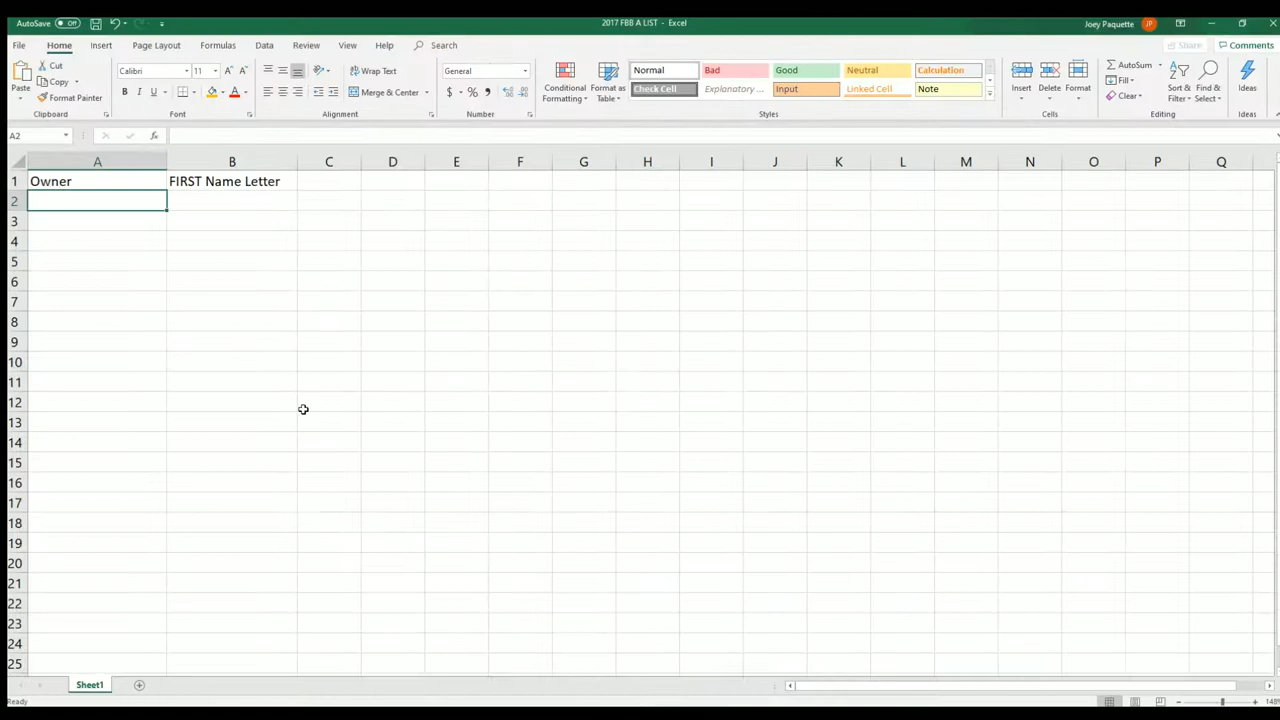 AutoSave Off
2017 FBB A LIST - Excel
Joey Paquette JP
File Home Insert Page Layout Formulas Data Review View Help Search
Share Comments
Paste
Cut
Copy
Format Painter
Clipboard
Calibri 11
B I U
Font
Wrap Text
Merge & Center
Alignment
General
$ % ,
Number
Conditional Formatting
Format as Table
Normal Bad Good Neutral Calculation
Check Cell Explanatory ... Input Linked Cell Note
Styles
Insert Delete Format
Cells
AutoSum
Fill
Clear
Sort & Filter
Find & Select
Editing
Ideas
Ideas
A2 fx
A B C D E F G H I J K L M N O P Q
1 Owner FIRST Name Letter
2
3
4
5
6
7
8
9
10
11
12
13
14
15
16
17
18
19
20
21
22
23
24
25
Sheet1
Ready